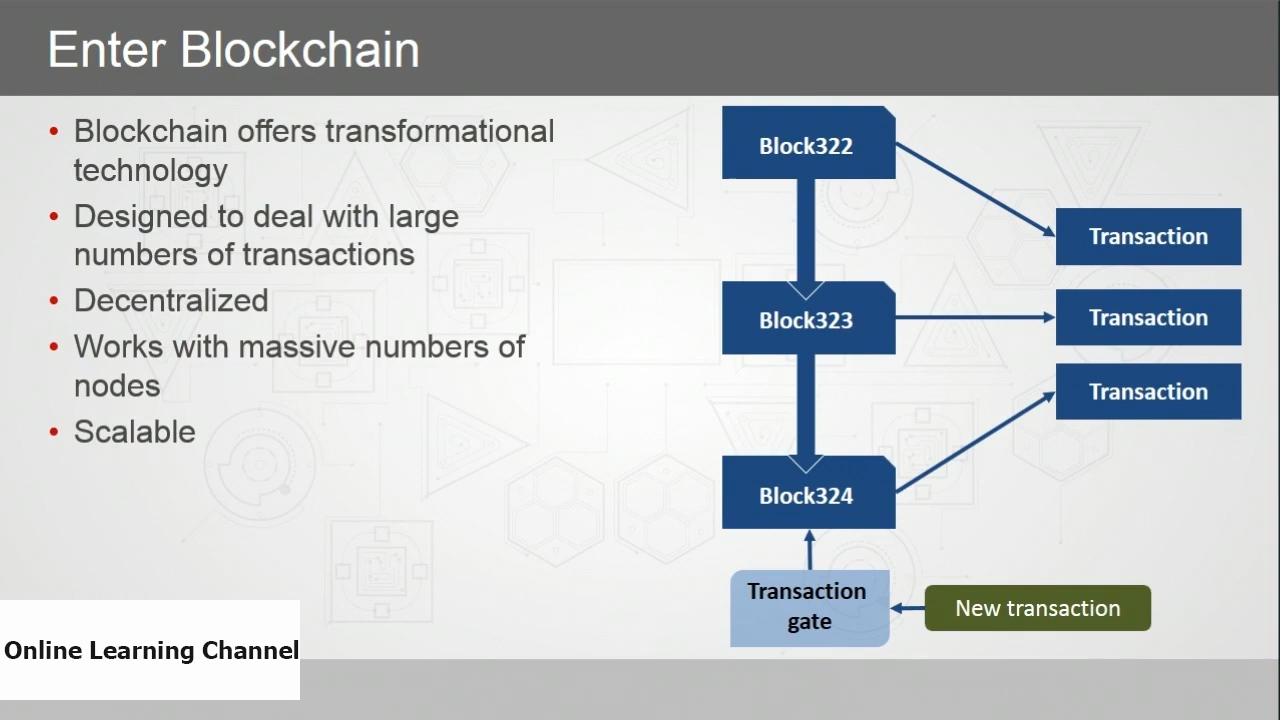 Enter Blockchain
• Blockchain offers transformational
technology
• Designed to deal with large
numbers of transactions
• Decentralized
• Works with massive numbers of
nodes
• Scalable
Block322
Transaction
Block323
Transaction
Transaction
Block324
Transaction
gate
New transaction
Online Learning Channel